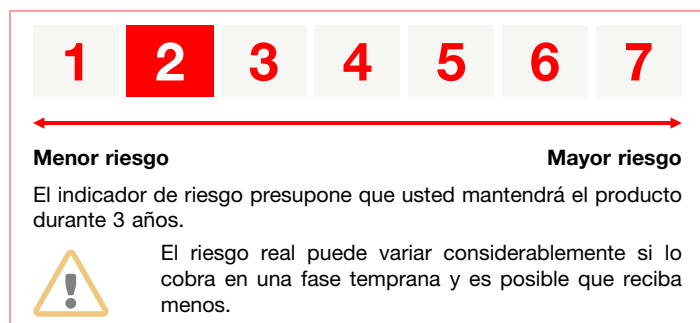 1 2 3 4 5 6 7
Menor riesgo Mayor riesgo
El indicador de riesgo presupone que usted mantendrá el producto
durante 3 años.
El riesgo real puede variar considerablemente si lo
cobra en una fase temprana y es posible que reciba
menos.